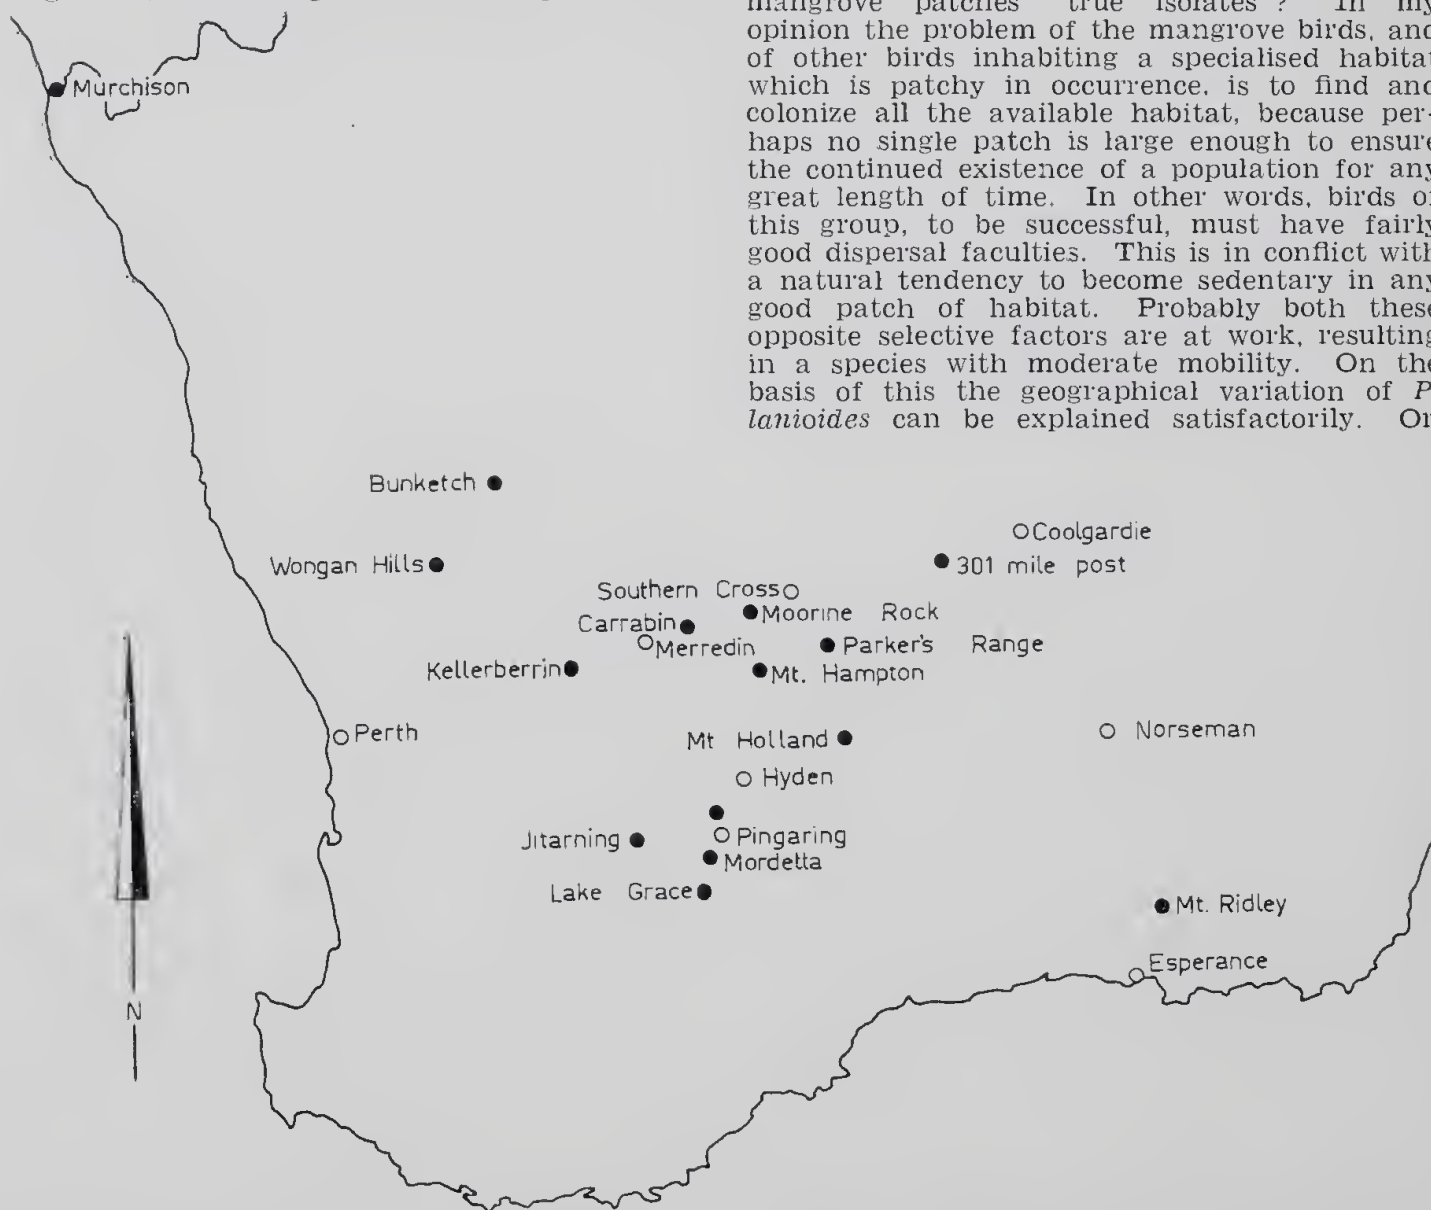 mangrove patches "true isolates"? In my
opinion the problem of the mangrove birds, and
of other birds inhabiting a specialised habitat
which is patchy in occurrence, is to find and
colonize all the available habitat, because per-
haps no single patch is large enough to ensure
the continued existence of a population for any
great length of time. In other words, birds of
this group, to be successful, must have fairly
good dispersal faculties. This is in conflict with
a natural tendency to become sedentary in any
good patch of habitat. Probably both these
opposite selective factors are at work, resulting
in a species with moderate mobility. On the
basis of this the geographical variation of P.
lanioides can be explained satisfactorily. On
Murchison
Bunketch
Coolgardie
Wongan Hills
301 mile post
Southern Cross
Moorine Rock
Carrabin
Merredin
Parker's Range
Kellerberrin
Mt. Hampton
Perth
Mt Holland
Norseman
Hyden
Jitarning
Pingaring
Mordetta
Lake Grace
Mt. Ridley
Esperance
N